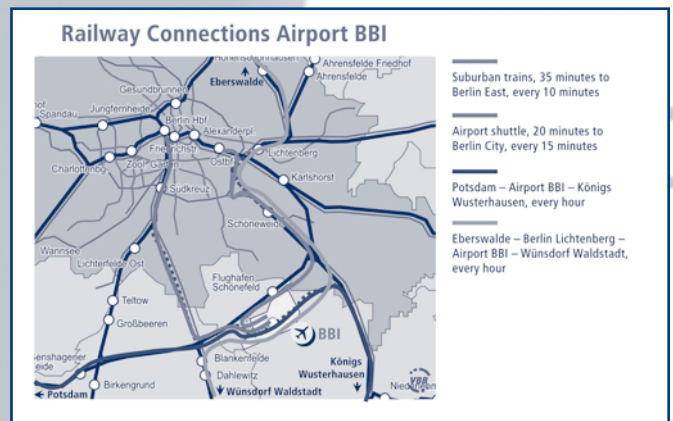 Railway Connections Airport BBI
Hohenschönhausen
Ahrensfelde Friedhof
Ahrensfelde
Eberswalde
Gesundbrunnen
Jungfernheide
Spandau
Berlin Hbf
Alexanderpl.
Friedrichstr.
Charlottenbg.
Zool. Garten
Ostbf.
Lichtenberg
Karlshorst
Südkreuz
Schöneweide
Wannsee
Lichterfelde Ost
Flughafen
Schönefeld
Teltow
Großbeeren
BBI
Blankenfelde
Dahlewitz
Königs
Wusterhausen
Birkengrund
Potsdam
Wünsdorf Waldstadt
VBB
Suburban trains, 35 minutes to
Berlin East, every 10 minutes
Airport shuttle, 20 minutes to
Berlin City, every 15 minutes
Potsdam – Airport BBI – Königs
Wusterhausen, every hour
Eberswalde – Berlin Lichtenberg –
Airport BBI – Wünsdorf Waldstadt,
every hour